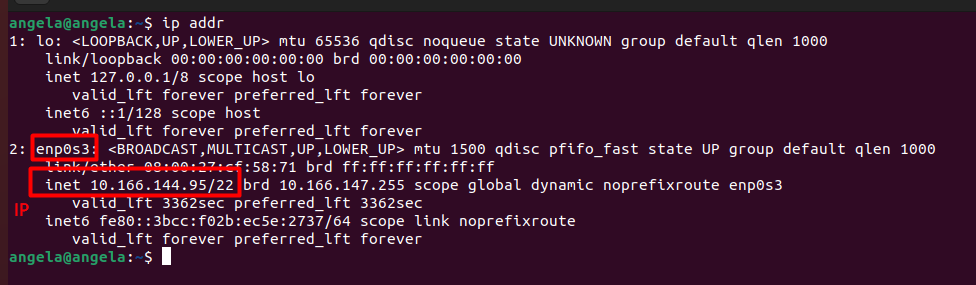 angela@angela:~$ ip addr
1: lo: <LOOPBACK,UP,LOWER_UP> mtu 65536 qdisc noqueue state UNKNOWN group default qlen 1000
    link/loopback 00:00:00:00:00:00 brd 00:00:00:00:00:00
    inet 127.0.0.1/8 scope host lo
       valid_lft forever preferred_lft forever
    inet6 ::1/128 scope host
       valid_lft forever preferred_lft forever
2: enp0s3: <BROADCAST,MULTICAST,UP,LOWER_UP> mtu 1500 qdisc pfifo_fast state UP group default qlen 1000
    link/ether 08:00:27:cf:58:71 brd ff:ff:ff:ff:ff:ff
    inet 10.166.144.95/22 brd 10.166.147.255 scope global dynamic noprefixroute enp0s3
       valid_lft 3362sec preferred_lft 3362sec
IP
    inet6 fe80::3bcc:f02b:ec5e:2737/64 scope link noprefixroute
       valid_lft forever preferred_lft forever
angela@angela:~$